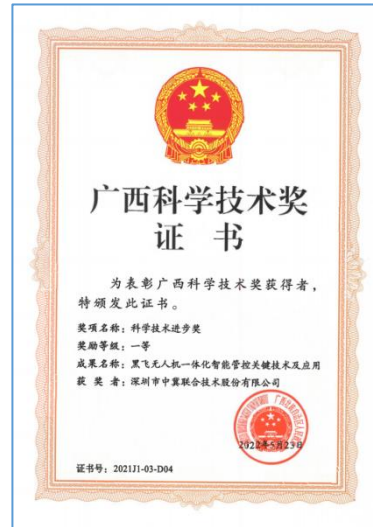 广西科学技术奖
证 书
为表彰广西科学技术奖获得者，
特颁发此证书。
奖项名称：科学技术进步奖
奖励等级：一等
成果名称：黑飞无人机一体化智能管控关键技术及应用
获 奖 者：深圳市中冀联合技术股份有限公司
2022年5月23日
证书号：2021J1-03-D04